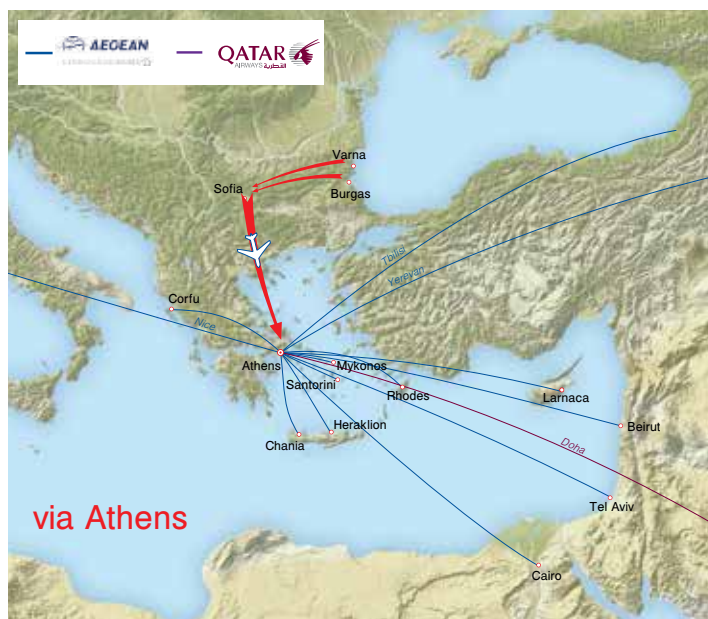 AEGEAN
QATAR
AIRWAYS القطرية
Varna
Burgas
Sofia
Tbilisi
Yerevan
Corfu
Nice
Athens
Mykonos
Santorini
Rhodes
Larnaca
Heraklion
Beirut
Chania
Doha
Tel Aviv
via Athens
Cairo